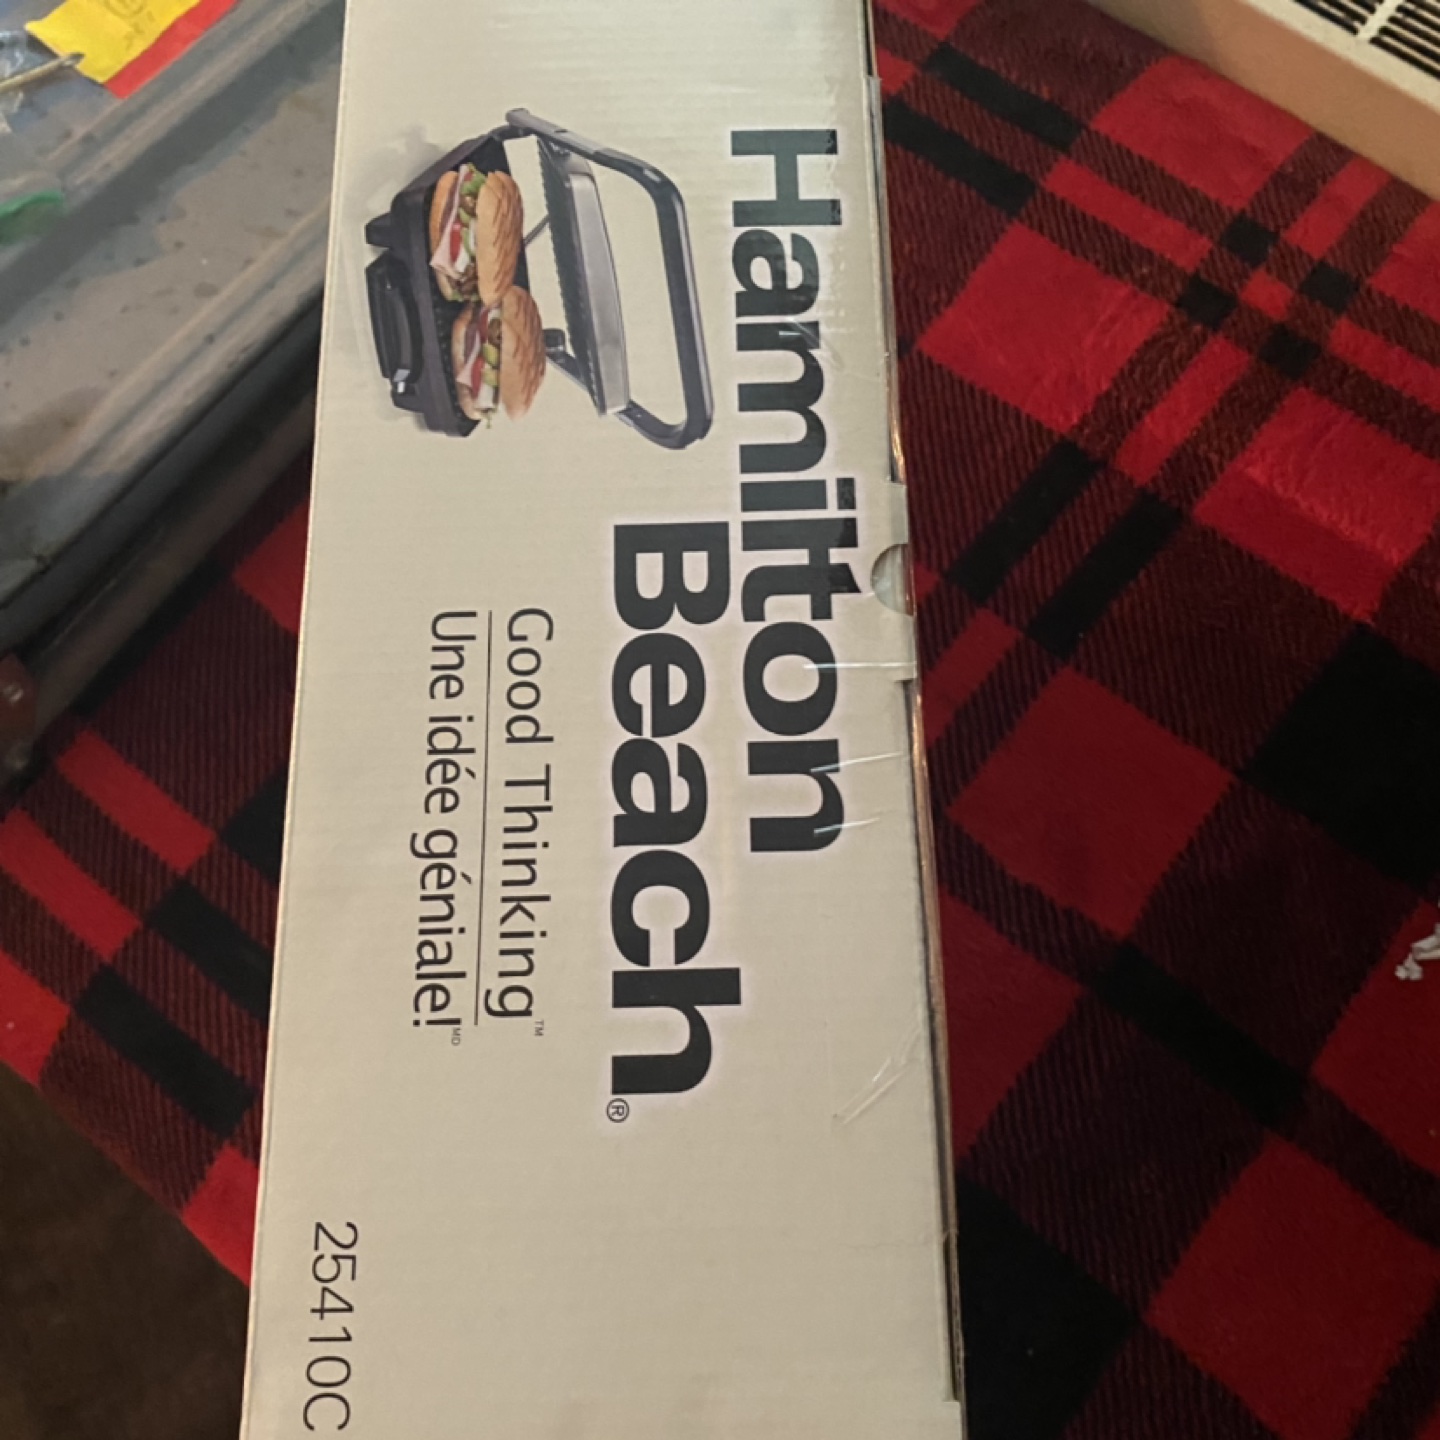 Hamilton
Beach®
Good Thinking™
Une idée géniale!MD
25410C